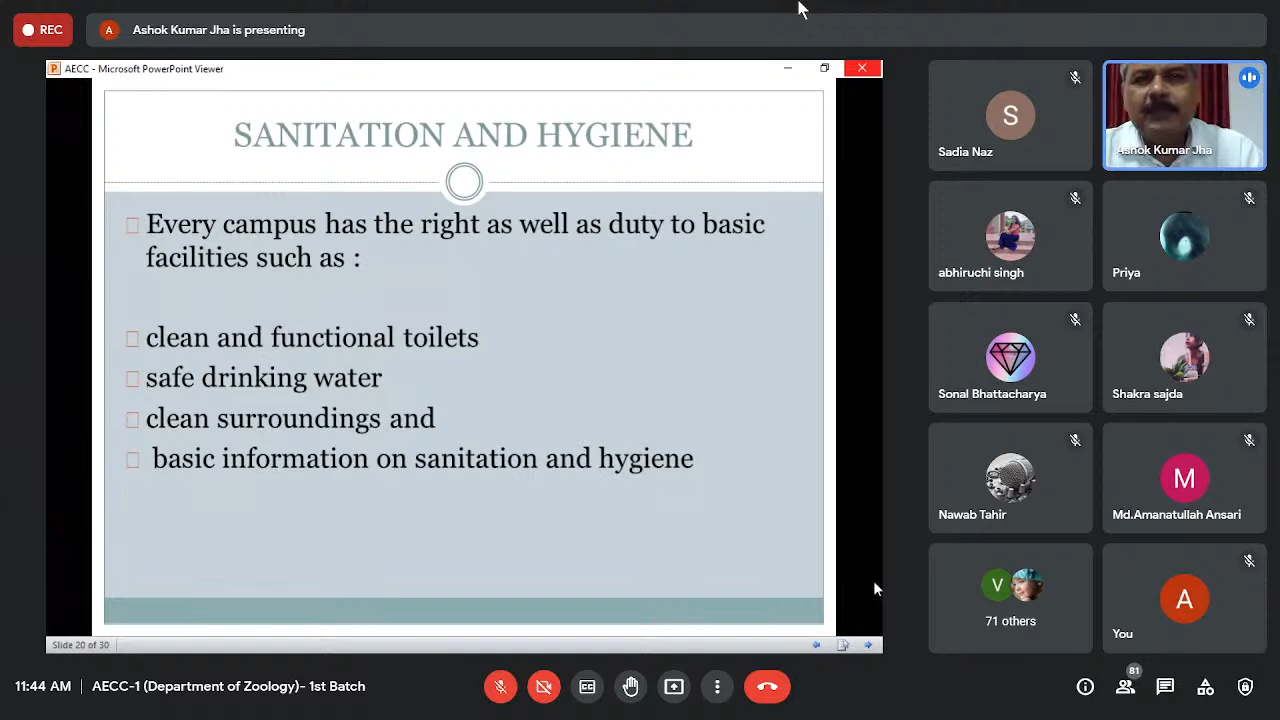 REC
A
Ashok Kumar Jha is presenting
P
AECC - Microsoft PowerPoint Viewer
SANITATION AND HYGIENE
Every campus has the right as well as duty to basic
facilities such as :
clean and functional toilets
safe drinking water
clean surroundings and
basic information on sanitation and hygiene
Slide 20 of 30
S
Sadia Naz
Ashok Kumar Jha
abhiruchi singh
Priya
Sonal Bhattacharya
Shakra sajda
Nawab Tahir
M
Md.Amanatullah Ansari
V
71 others
A
You
11:44 AM
AECC-1 (Department of Zoology)- 1st Batch
81